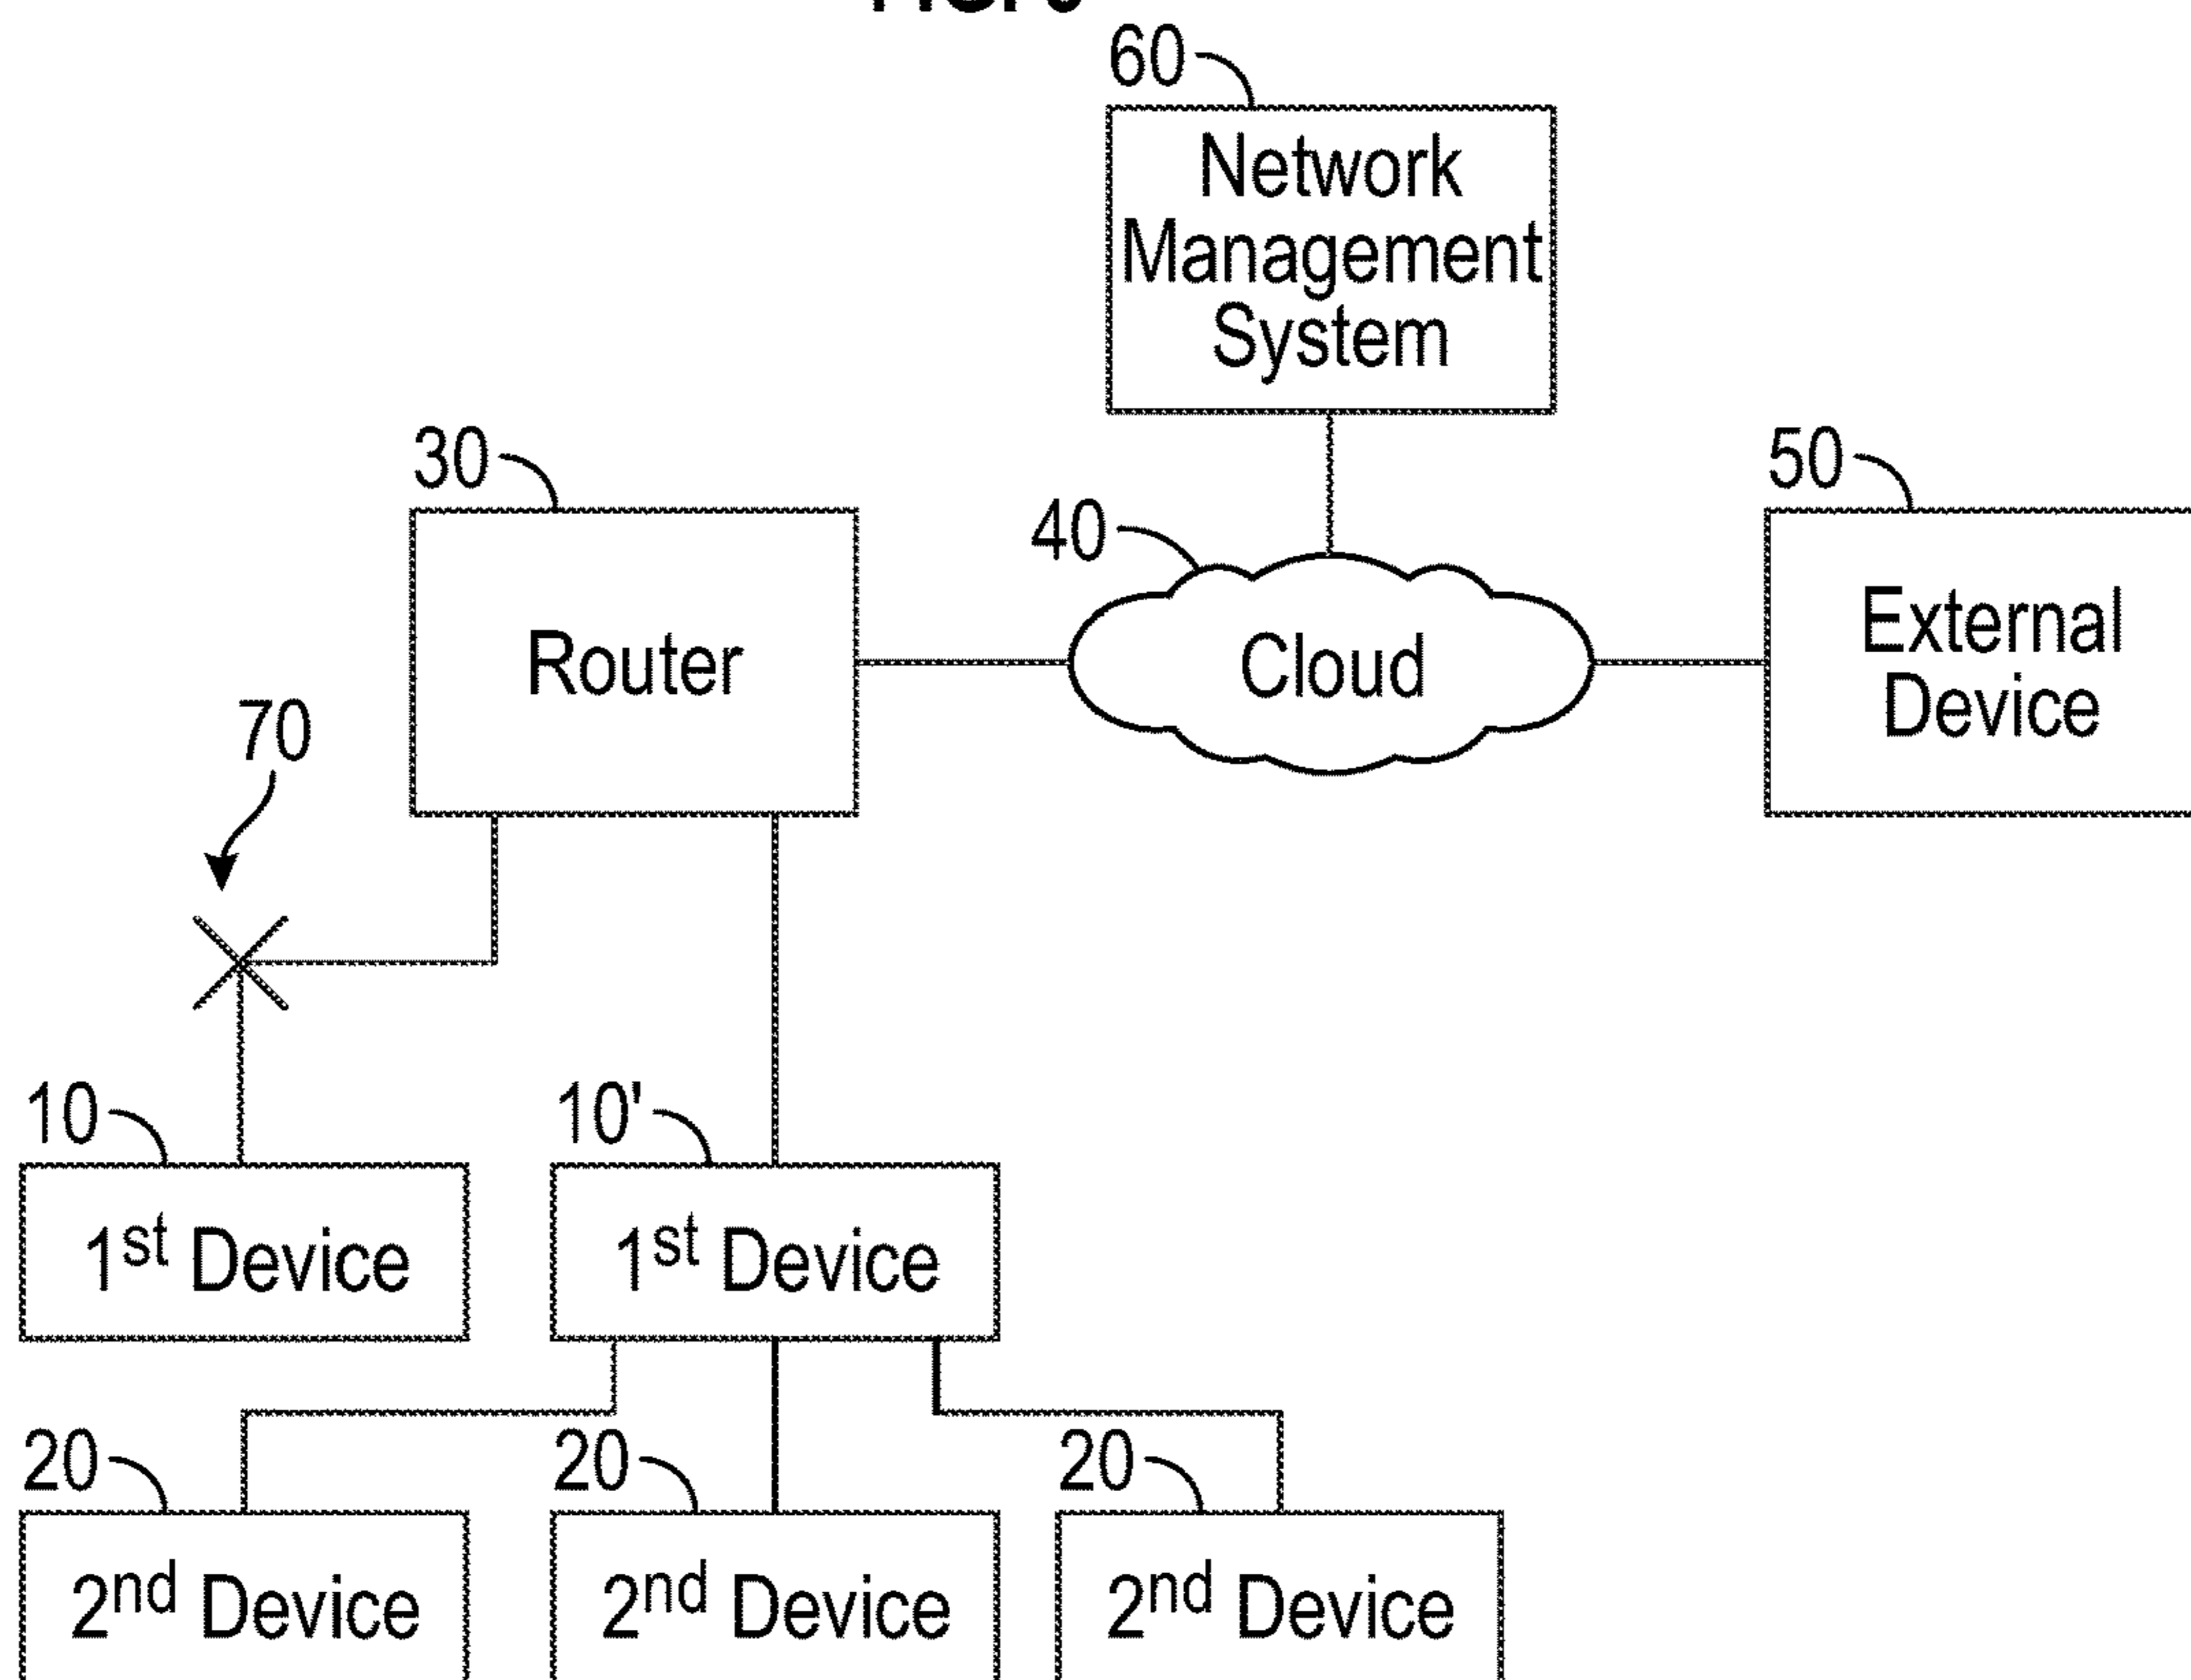 60
Network
Management
System
30
50
40
Router
Cloud
External
Device
70
10
10'
1st Device
1st Device
20
20
20
2nd Device
2nd Device
2nd Device